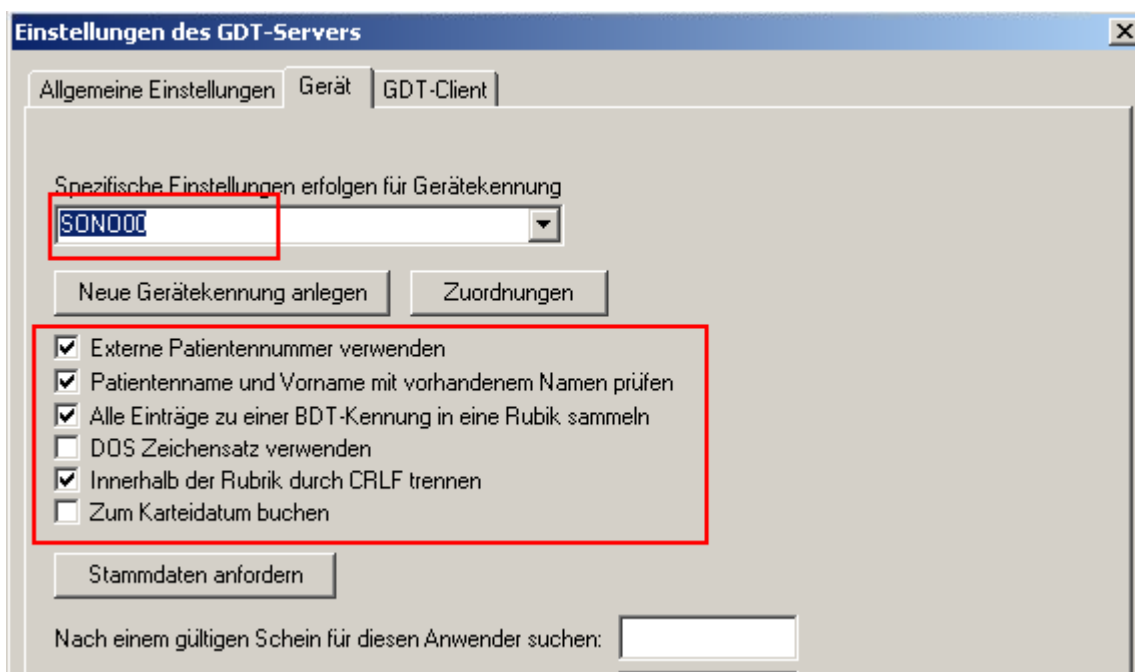 Einstellungen des GDT-Servers
Allgemeine Einstellungen Gerät GDT-Client
Spezifische Einstellungen erfolgen für Gerätekennung
SONO00
Neue Gerätekennung anlegen Zuordnungen
Externe Patientennummer verwenden
Patientenname und Vorname mit vorhandenem Namen prüfen
Alle Einträge zu einer BDT-Kennung in eine Rubik sammeln
DOS Zeichensatz verwenden
Innerhalb der Rubrik durch CRLF trennen
Zum Karteidatum buchen
Stammdaten anfordern
Nach einem gültigen Schein für diesen Anwender suchen: